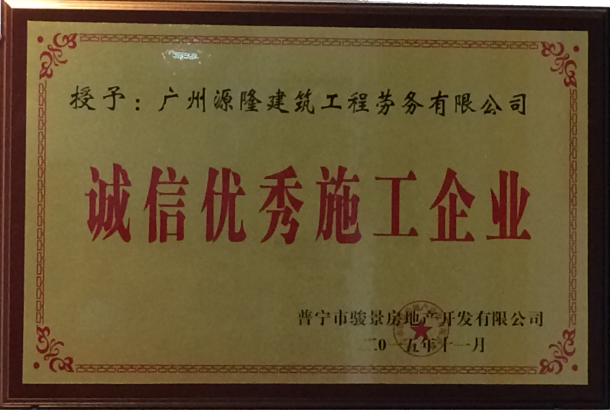 授予：广州源隆建筑工程劳务有限公司
诚信优秀施工企业
普宁市骏景房地产开发有限公司
二0一五年十一月